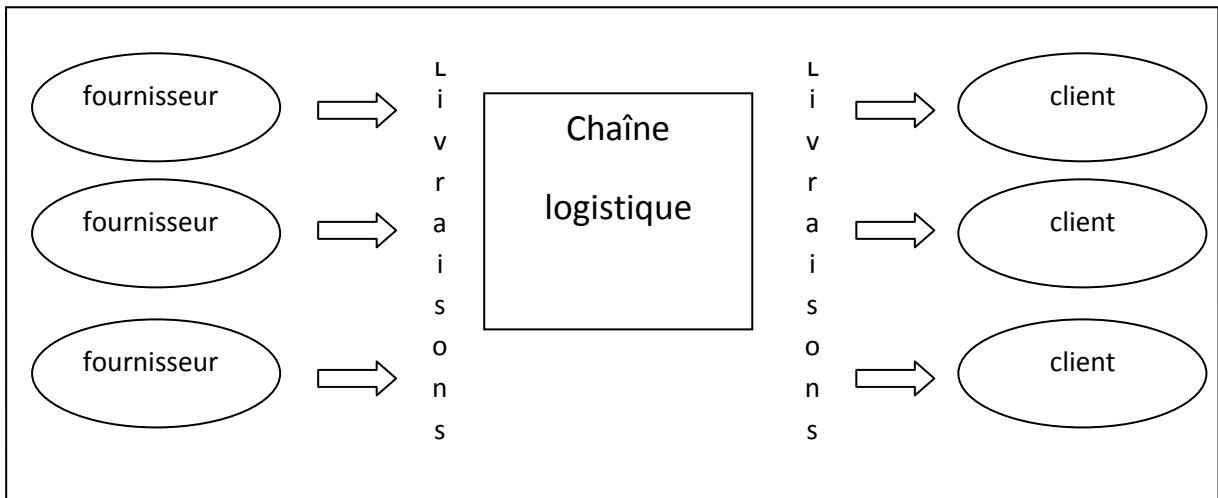 fournisseur
fournisseur
fournisseur
Livraisons
Chaîne
logistique
Livraisons
client
client
client